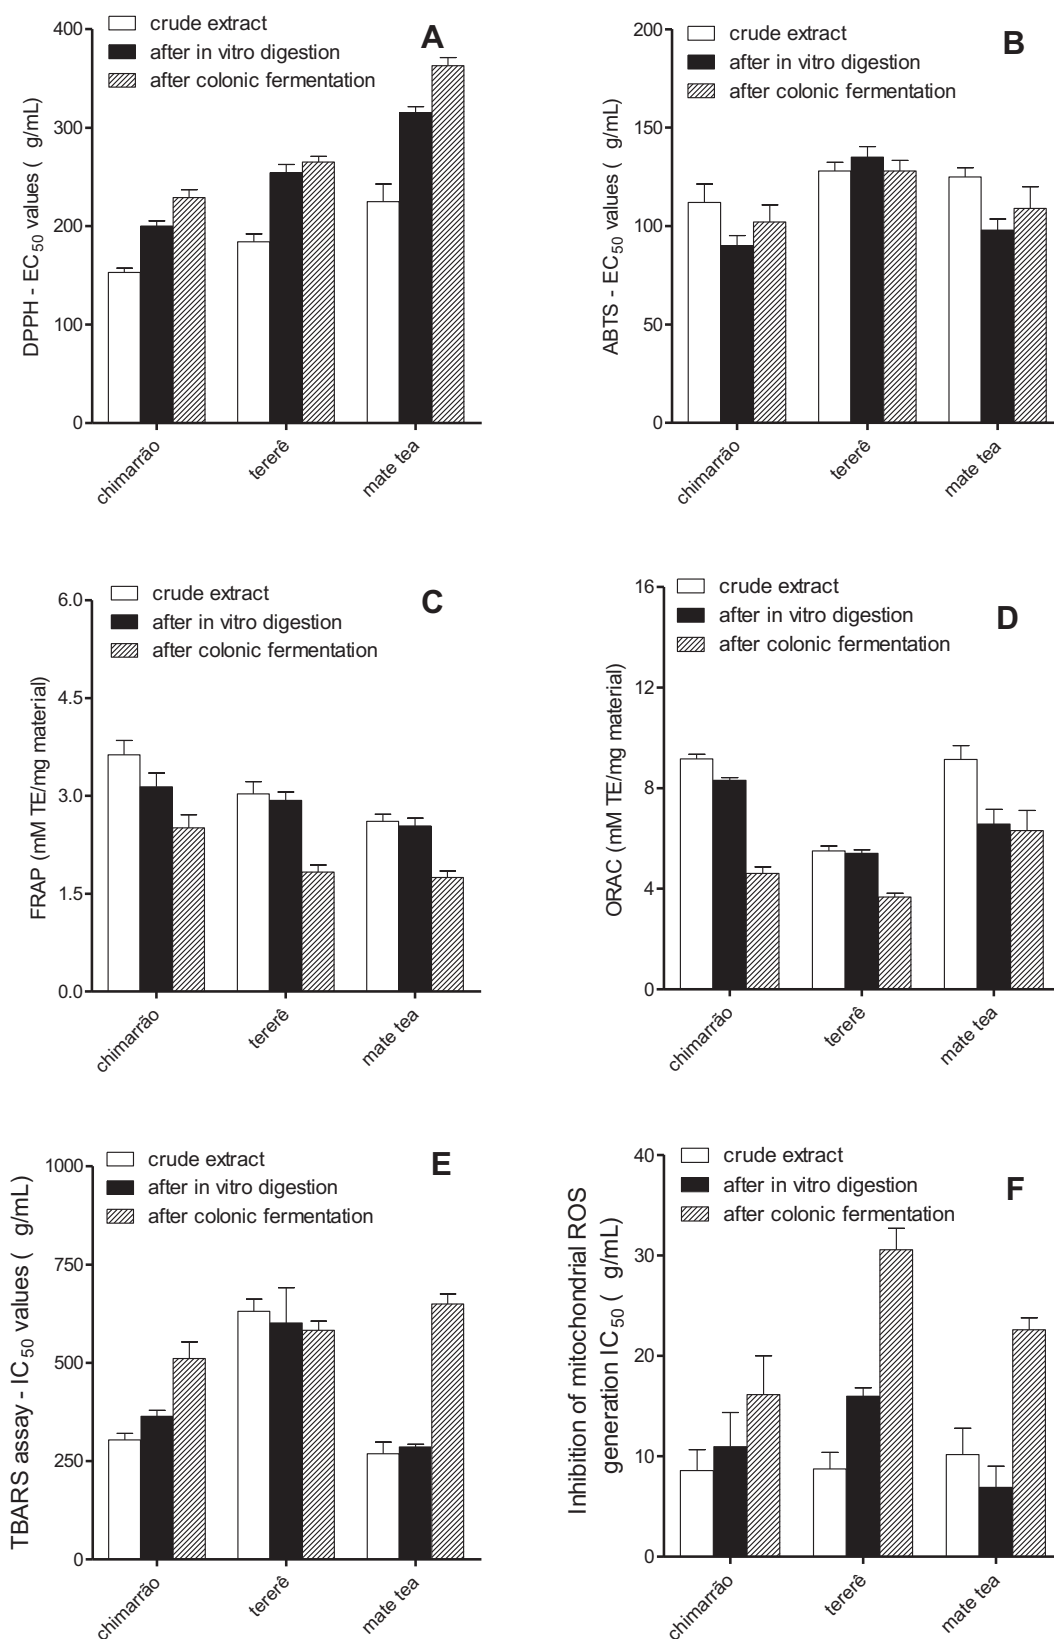 crude extract
after in vitro digestion
after colonic fermentation
A
400
300
200
100
0
DPPH - EC50 values ( g/mL)
chimarrão
tererê
mate tea
crude extract
after in vitro digestion
after colonic fermentation
B
200
150
100
50
0
ABTS - EC50 values ( g/mL)
chimarrão
tererê
mate tea
crude extract
after in vitro digestion
after colonic fermentation
C
6.0
4.5
3.0
1.5
0.0
FRAP (mM TE/mg material)
chimarrão
tererê
mate tea
crude extract
after in vitro digestion
after colonic fermentation
D
16
12
8
4
0
ORAC (mM TE/mg material)
chimarrão
tererê
mate tea
crude extract
after in vitro digestion
after colonic fermentation
E
1000
750
500
250
0
TBARS assay - IC50 values ( g/mL)
chimarrão
tererê
mate tea
crude extract
after in vitro digestion
after colonic fermentation
F
40
30
20
10
0
Inhibition of mitochondrial ROS
generation IC50 ( g/mL)
chimarrão
tererê
mate tea